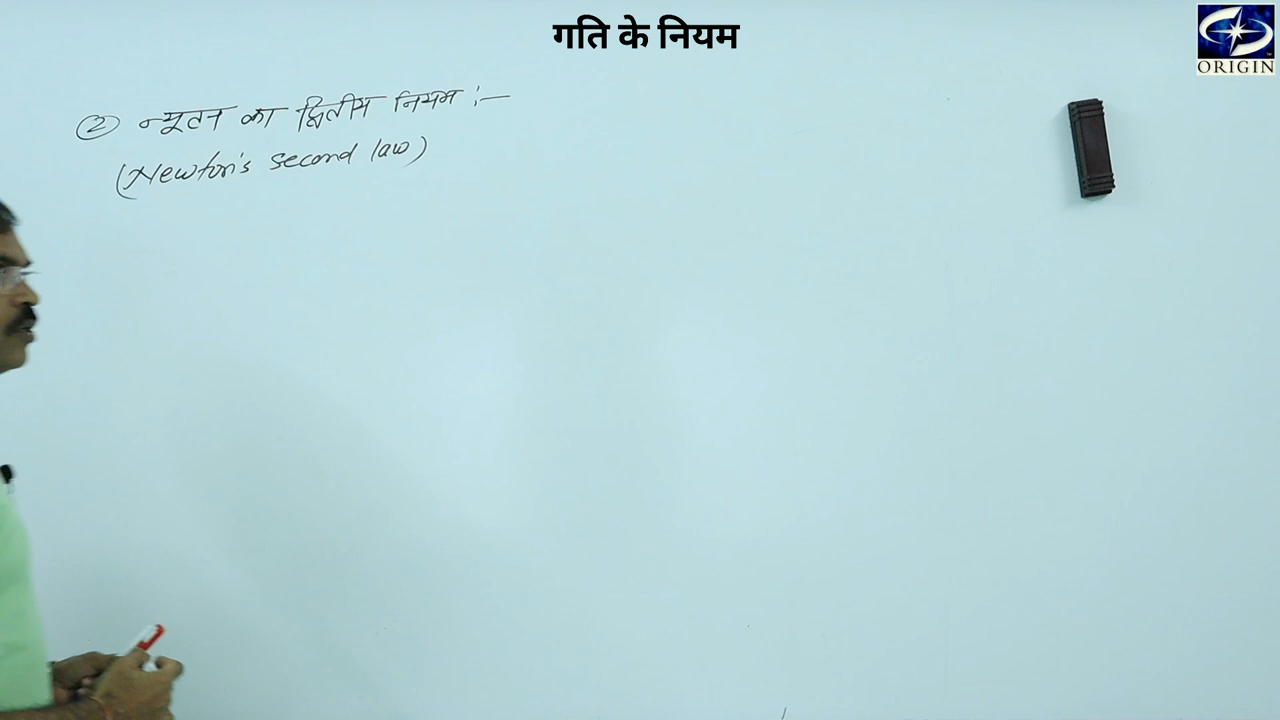 गति के नियम
ORIGIN
② न्यूटन का द्वितीय नियम :—
(Newton's second law)